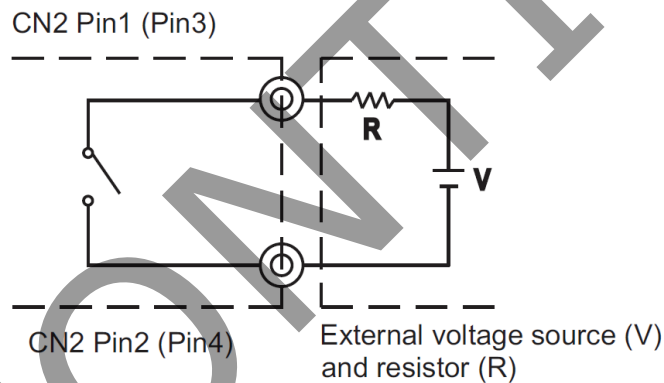 CN2 Pin1 (Pin3)
R
V
CN2 Pin2 (Pin4)
External voltage source (V)
and resistor (R)